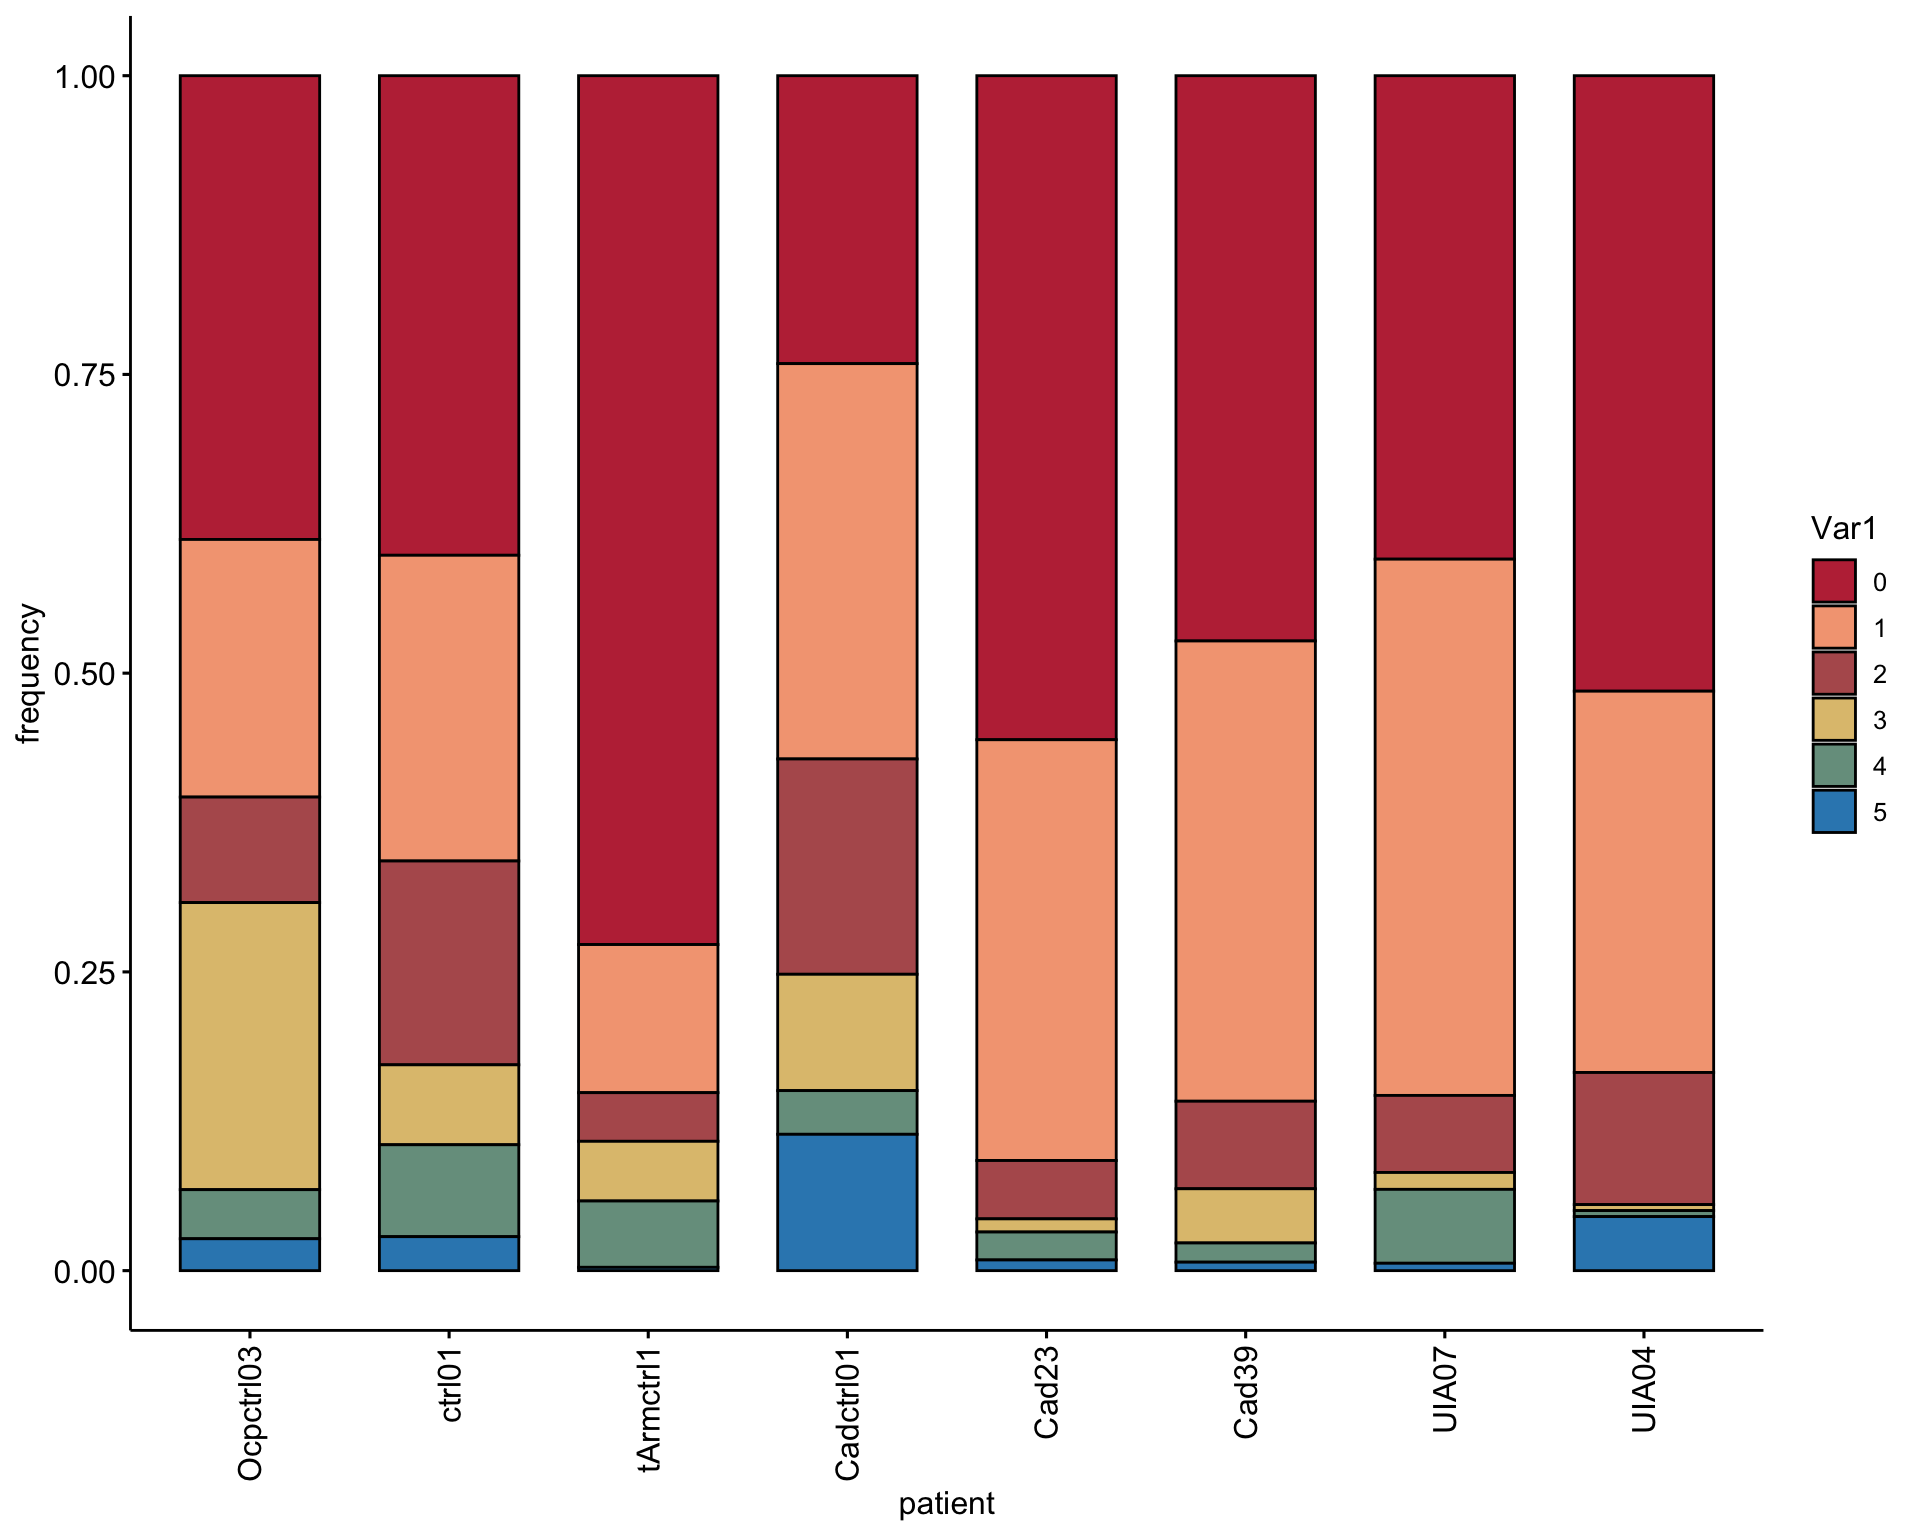 1.00
0.75
0.50
0.25
0.00
frequency
Ocpctrl03
ctrl01
tArmctrl1
Cadctrl01
Cad23
Cad39
UIA07
UIA04
patient
Var1
0
1
2
3
4
5